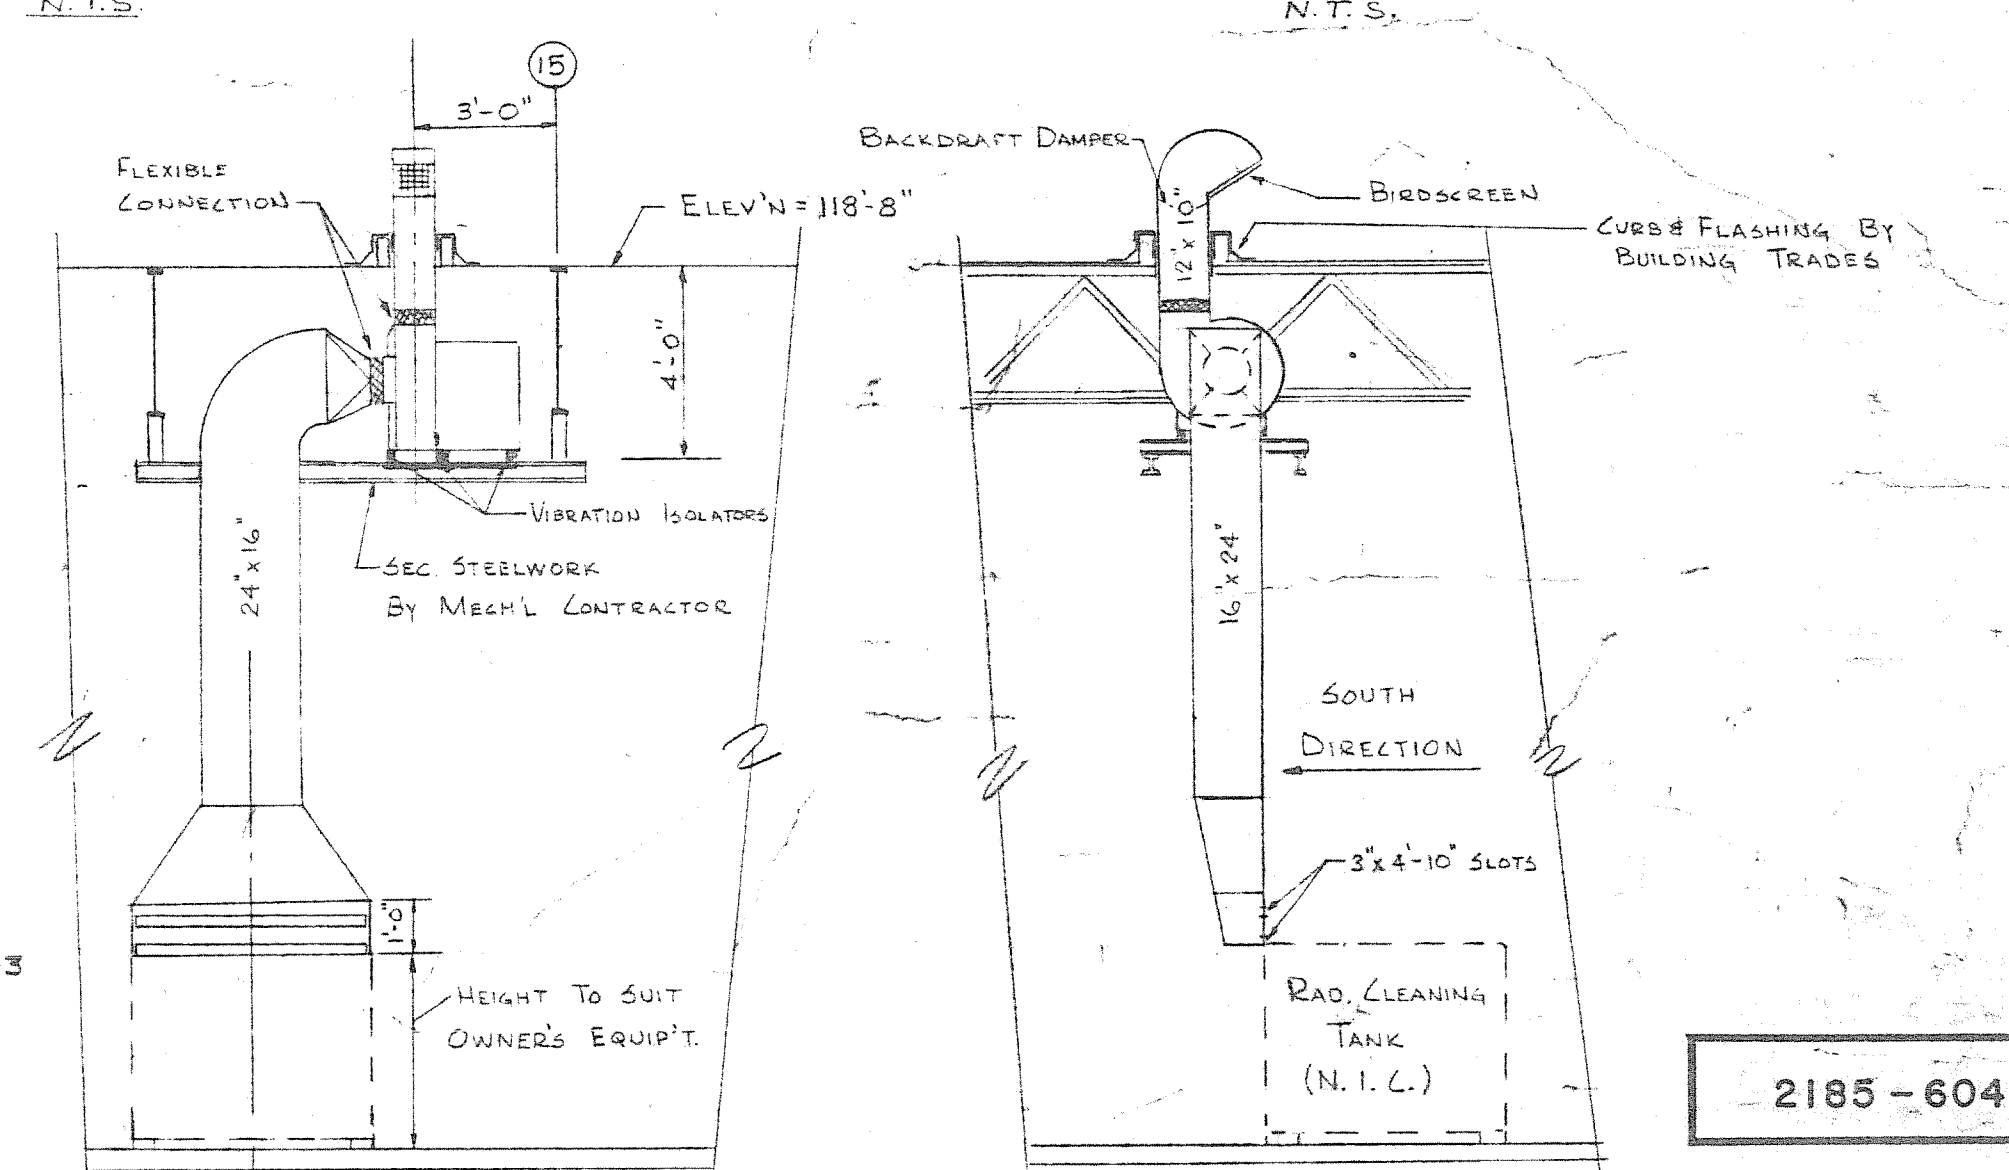 N.T.S.
N.T.S.
15
3'-0"
FLEXIBLE
CONNECTION
ELEV'N = 118'-8"
4'-0"
VIBRATION ISOLATORS
SEC. STEELWORK
BY MECH'L CONTRACTOR
24" x 16"
1'-0"
HEIGHT TO SUIT
OWNER'S EQUIP'T.
3
BACKDRAFT DAMPER
BIRDSCREEN
12" x 10"
CURB & FLASHING BY
BUILDING TRADES
16" x 24"
SOUTH
DIRECTION
3" x 4'-10" SLOTS
RAD. CLEANING
TANK
(N.I.C.)
2185-604